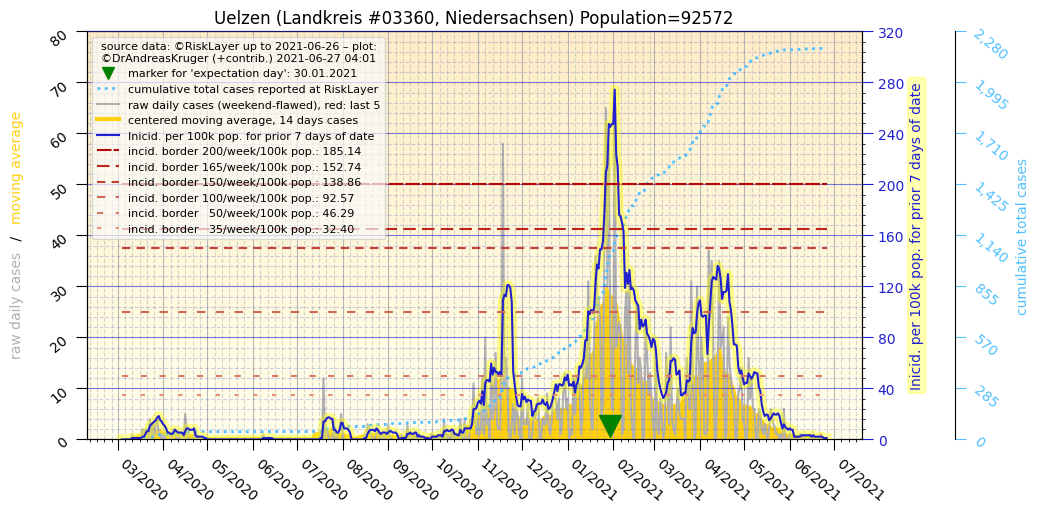 Uelzen (Landkreis #03360, Niedersachsen) Population=92572
source data: ©RiskLayer up to 2021-06-26 – plot:
©DrAndreasKruger (+contrib.) 2021-06-27 04:01
marker for 'expectation day': 30.01.2021
cumulative total cases reported at RiskLayer
raw daily cases (weekend-flawed), red: last 5
centered moving average, 14 days cases
Inicid. per 100k pop. for prior 7 days of date
incid. border 200/week/100k pop.: 185.14
incid. border 165/week/100k pop.: 152.74
incid. border 150/week/100k pop.: 138.86
incid. border 100/week/100k pop.: 92.57
incid. border   50/week/100k pop.: 46.29
incid. border   35/week/100k pop.: 32.40
raw daily cases / moving average
80
70
60
50
40
30
20
10
0
03/2020
04/2020
05/2020
06/2020
07/2020
08/2020
09/2020
10/2020
11/2020
12/2020
01/2021
02/2021
03/2021
04/2021
05/2021
06/2021
07/2021
320
280
240
200
160
120
80
40
0
Inicid. per 100k pop. for prior 7 days of date
2,280
1,995
1,710
1,425
1,140
855
570
285
0
cumulative total cases